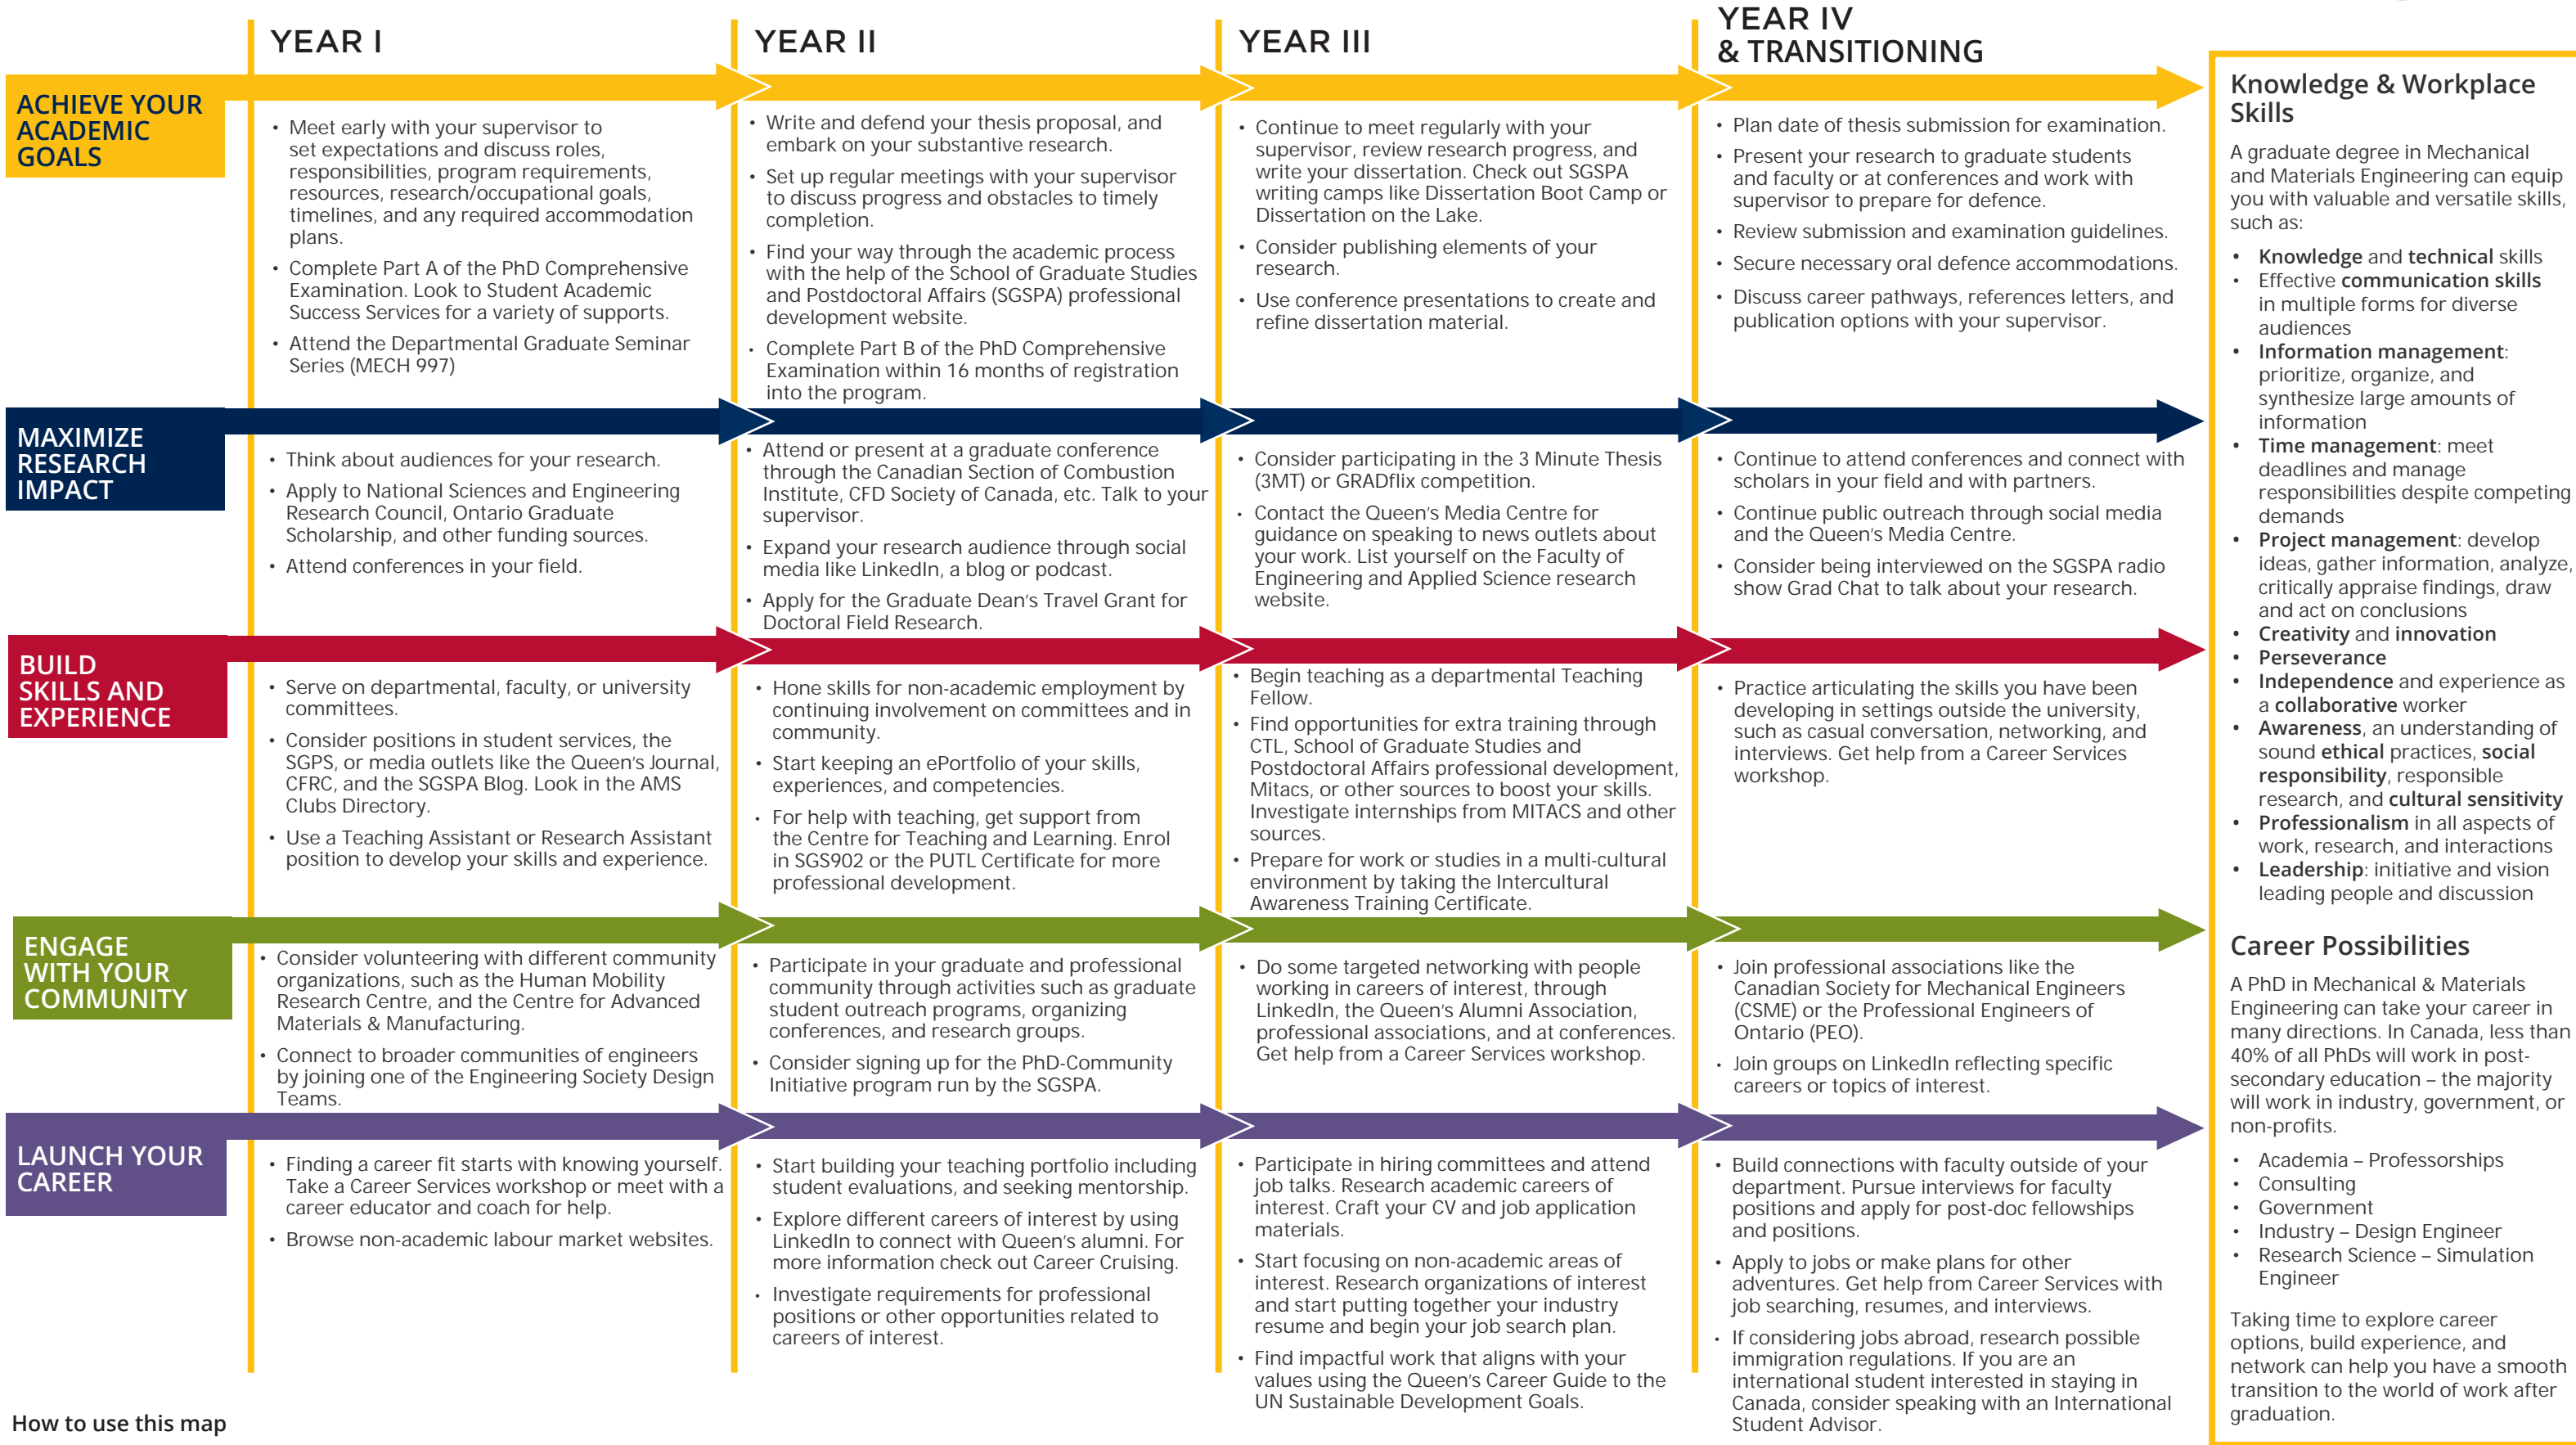 YEAR I
YEAR II
YEAR III
YEAR IV
& TRANSITIONING
ACHIEVE YOUR
ACADEMIC
GOALS
• Meet early with your supervisor to
set expectations and discuss roles,
responsibilities, program requirements,
resources, research/occupational goals,
timelines, and any required accommodation
plans.
• Complete Part A of the PhD Comprehensive
Examination. Look to Student Academic
Success Services for a variety of supports.
• Attend the Departmental Graduate Seminar
Series (MECH 997)
• Write and defend your thesis proposal, and
embark on your substantive research.
• Set up regular meetings with your supervisor
to discuss progress and obstacles to timely
completion.
• Find your way through the academic process
with the help of the School of Graduate Studies
and Postdoctoral Affairs (SGSPA) professional
development website.
• Complete Part B of the PhD Comprehensive
Examination within 16 months of registration
into the program.
• Continue to meet regularly with your
supervisor, review research progress, and
write your dissertation. Check out SGSPA
writing camps like Dissertation Boot Camp or
Dissertation on the Lake.
• Consider publishing elements of your
research.
• Use conference presentations to create and
refine dissertation material.
• Plan date of thesis submission for examination.
• Present your research to graduate students
and faculty or at conferences and work with
supervisor to prepare for defence.
• Review submission and examination guidelines.
• Secure necessary oral defence accommodations.
• Discuss career pathways, references letters, and
publication options with your supervisor.
MAXIMIZE
RESEARCH
IMPACT
• Think about audiences for your research.
• Apply to National Sciences and Engineering
Research Council, Ontario Graduate
Scholarship, and other funding sources.
• Attend conferences in your field.
• Attend or present at a graduate conference
through the Canadian Section of Combustion
Institute, CFD Society of Canada, etc. Talk to your
supervisor.
• Expand your research audience through social
media like LinkedIn, a blog or podcast.
• Apply for the Graduate Dean's Travel Grant for
Doctoral Field Research.
• Consider participating in the 3 Minute Thesis
(3MT) or GRADflix competition.
• Contact the Queen's Media Centre for
guidance on speaking to news outlets about
your work. List yourself on the Faculty of
Engineering and Applied Science research
website.
• Continue to attend conferences and connect with
scholars in your field and with partners.
• Continue public outreach through social media
and the Queen's Media Centre.
• Consider being interviewed on the SGSPA radio
show Grad Chat to talk about your research.
BUILD
SKILLS AND
EXPERIENCE
• Serve on departmental, faculty, or university
committees.
• Consider positions in student services, the
SGPS, or media outlets like the Queen's Journal,
CFRC, and the SGSPA Blog. Look in the AMS
Clubs Directory.
• Use a Teaching Assistant or Research Assistant
position to develop your skills and experience.
• Hone skills for non-academic employment by
continuing involvement on committees and in
community.
• Start keeping an ePortfolio of your skills,
experiences, and competencies.
• For help with teaching, get support from
the Centre for Teaching and Learning. Enrol
in SGS902 or the PUTL Certificate for more
professional development.
• Begin teaching as a departmental Teaching
Fellow.
• Find opportunities for extra training through
CTL, School of Graduate Studies and
Postdoctoral Affairs professional development,
Mitacs, or other sources to boost your skills.
Investigate internships from MITACS and other
sources.
• Prepare for work or studies in a multi-cultural
environment by taking the Intercultural
Awareness Training Certificate.
• Practice articulating the skills you have been
developing in settings outside the university,
such as casual conversation, networking, and
interviews. Get help from a Career Services
workshop.
ENGAGE
WITH YOUR
COMMUNITY
• Consider volunteering with different community
organizations, such as the Human Mobility
Research Centre, and the Centre for Advanced
Materials & Manufacturing.
• Connect to broader communities of engineers
by joining one of the Engineering Society Design
Teams.
• Participate in your graduate and professional
community through activities such as graduate
student outreach programs, organizing
conferences, and research groups.
• Consider signing up for the PhD-Community
Initiative program run by the SGSPA.
• Do some targeted networking with people
working in careers of interest, through
LinkedIn, the Queen's Alumni Association,
professional associations, and at conferences.
Get help from a Career Services workshop.
• Join professional associations like the
Canadian Society for Mechanical Engineers
(CSME) or the Professional Engineers of
Ontario (PEO).
• Join groups on LinkedIn reflecting specific
careers or topics of interest.
LAUNCH YOUR
CAREER
• Finding a career fit starts with knowing yourself.
Take a Career Services workshop or meet with a
career educator and coach for help.
• Browse non-academic labour market websites.
• Start building your teaching portfolio including
student evaluations, and seeking mentorship.
• Explore different careers of interest by using
LinkedIn to connect with Queen's alumni. For
more information check out Career Cruising.
• Investigate requirements for professional
positions or other opportunities related to
careers of interest.
• Participate in hiring committees and attend
job talks. Research academic careers of
interest. Craft your CV and job application
materials.
• Start focusing on non-academic areas of
interest. Research organizations of interest
and start putting together your industry
resume and begin your job search plan.
• Find impactful work that aligns with your
values using the Queen's Career Guide to the
UN Sustainable Development Goals.
• Build connections with faculty outside of your
department. Pursue interviews for faculty
positions and apply for post-doc fellowships
and positions.
• Apply to jobs or make plans for other
adventures. Get help from Career Services with
job searching, resumes, and interviews.
• If considering jobs abroad, research possible
immigration regulations. If you are an
international student interested in staying in
Canada, consider speaking with an International
Student Advisor.
Knowledge & Workplace
Skills
A graduate degree in Mechanical
and Materials Engineering can equip
you with valuable and versatile skills,
such as:
• Knowledge and technical skills
• Effective communication skills
in multiple forms for diverse
audiences
• Information management:
prioritize, organize, and
synthesize large amounts of
information
• Time management: meet
deadlines and manage
responsibilities despite competing
demands
• Project management: develop
ideas, gather information, analyze,
critically appraise findings, draw
and act on conclusions
• Creativity and innovation
• Perseverance
• Independence and experience as
a collaborative worker
• Awareness, an understanding of
sound ethical practices, social
responsibility, responsible
research, and cultural sensitivity
• Professionalism in all aspects of
work, research, and interactions
• Leadership: initiative and vision
leading people and discussion
Career Possibilities
A PhD in Mechanical & Materials
Engineering can take your career in
many directions. In Canada, less than
40% of all PhDs will work in post-
secondary education – the majority
will work in industry, government, or
non-profits.
• Academia – Professorships
• Consulting
• Government
• Industry – Design Engineer
• Research Science – Simulation
Engineer
Taking time to explore career
options, build experience, and
network can help you have a smooth
transition to the world of work after
graduation.
How to use this map